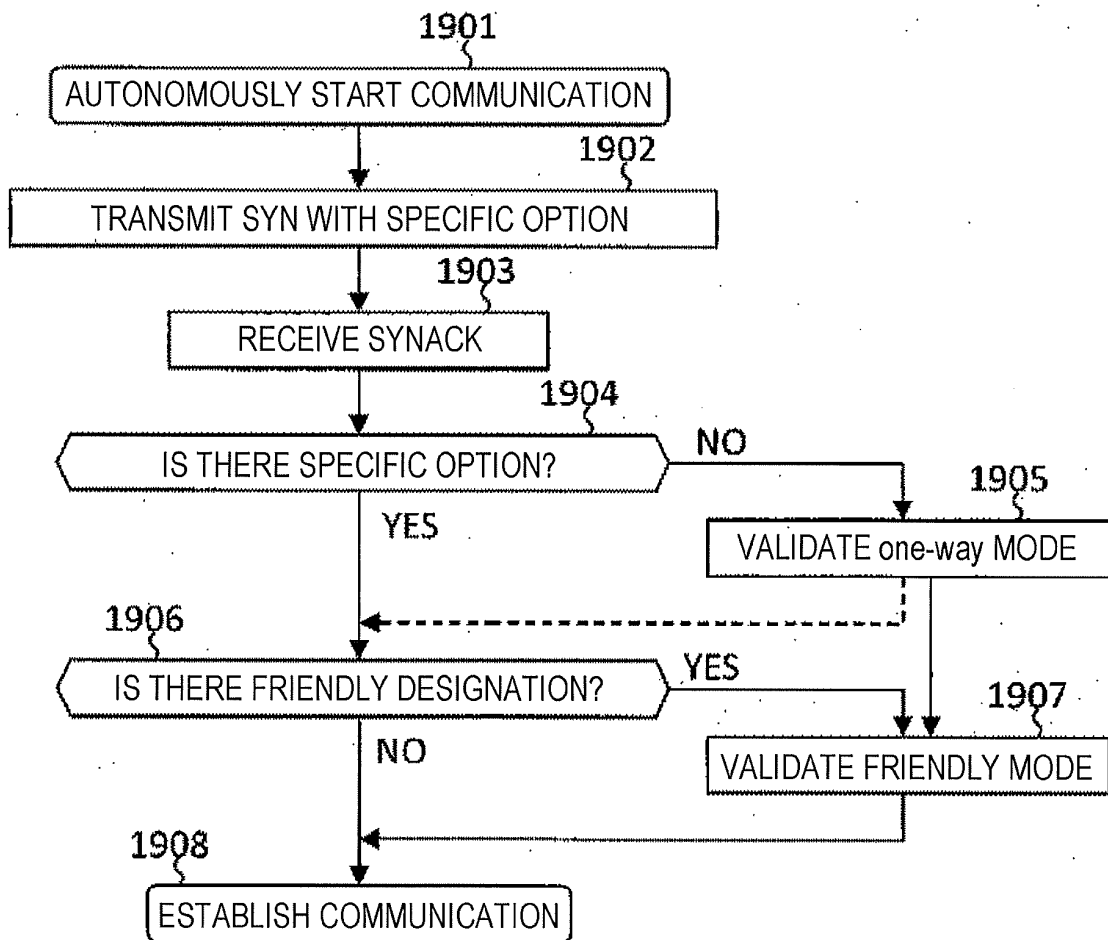 1901
AUTONOMOUSLY START COMMUNICATION
1902
TRANSMIT SYN WITH SPECIFIC OPTION
1903
RECEIVE SYNACK
1904
IS THERE SPECIFIC OPTION?
NO
YES
1905
VALIDATE one-way MODE
1906
IS THERE FRIENDLY DESIGNATION?
YES
NO
1907
VALIDATE FRIENDLY MODE
1908
ESTABLISH COMMUNICATION